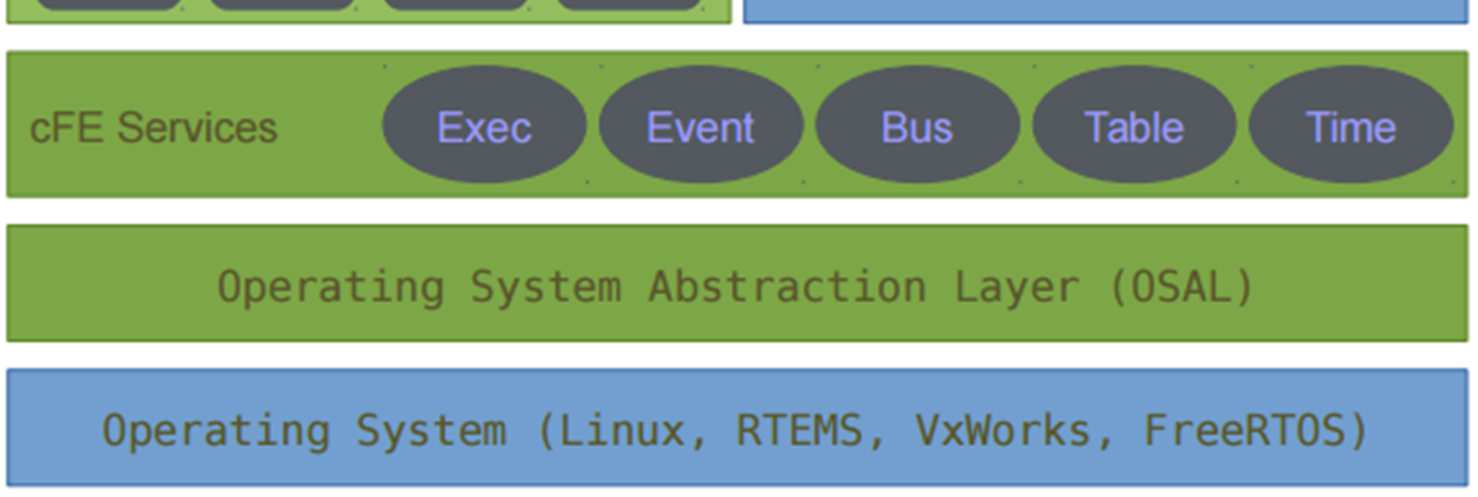 cFE Services Exec Event Bus Table Time
Operating System Abstraction Layer (OSAL)
Operating System (Linux, RTEMS, VxWorks, FreeRTOS)